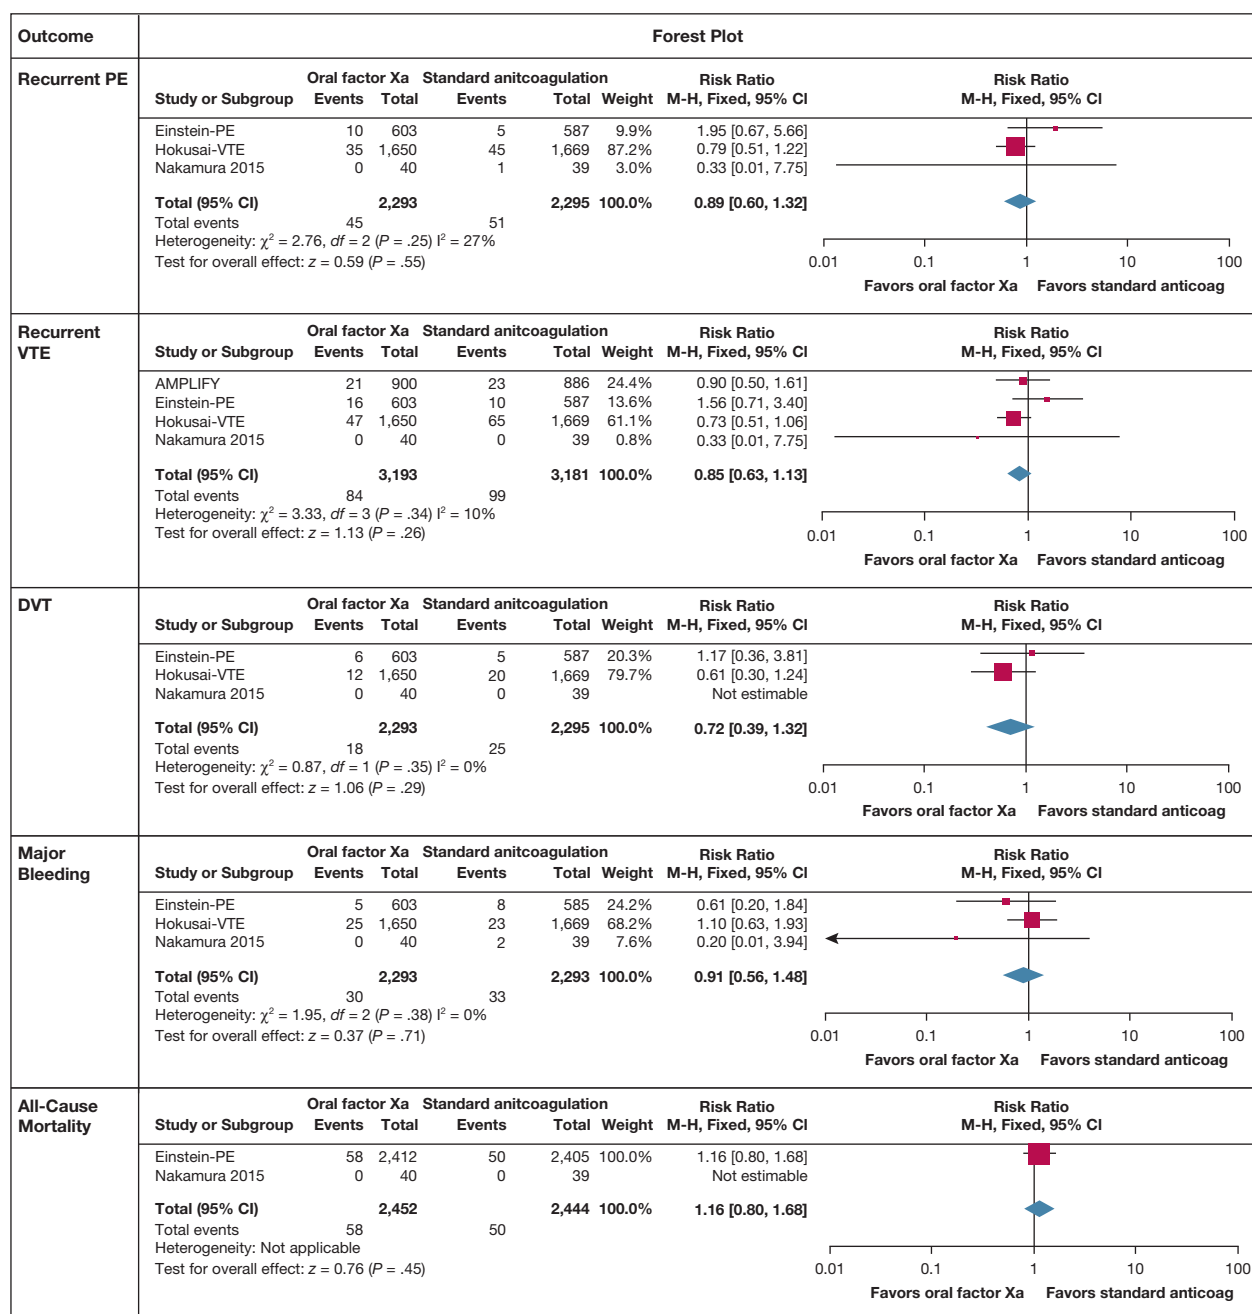 Outcome Forest Plot
Recurrent PE
Oral factor Xa Standard anitcoagulation Risk Ratio Risk Ratio
Study or Subgroup Events Total Events Total Weight M-H, Fixed, 95% CI M-H, Fixed, 95% CI
Einstein-PE 10 603 5 587 9.9% 1.95 [0.67, 5.66]
Hokusai-VTE 35 1,650 45 1,669 87.2% 0.79 [0.51, 1.22]
Nakamura 2015 0 40 1 39 3.0% 0.33 [0.01, 7.75]
Total (95% CI) 2,293 2,295 100.0% 0.89 [0.60, 1.32]
Total events 45 51
Heterogeneity: χ² = 2.76, df = 2 (P = .25) I² = 27%
Test for overall effect: z = 0.59 (P = .55)
0.01 0.1 1 10 100
Favors oral factor Xa Favors standard anticoag
Recurrent
VTE
Oral factor Xa Standard anitcoagulation Risk Ratio Risk Ratio
Study or Subgroup Events Total Events Total Weight M-H, Fixed, 95% CI M-H, Fixed, 95% CI
AMPLIFY 21 900 23 886 24.4% 0.90 [0.50, 1.61]
Einstein-PE 16 603 10 587 13.6% 1.56 [0.71, 3.40]
Hokusai-VTE 47 1,650 65 1,669 61.1% 0.73 [0.51, 1.06]
Nakamura 2015 0 40 0 39 0.8% 0.33 [0.01, 7.75]
Total (95% CI) 3,193 3,181 100.0% 0.85 [0.63, 1.13]
Total events 84 99
Heterogeneity: χ² = 3.33, df = 3 (P = .34) I² = 10%
Test for overall effect: z = 1.13 (P = .26)
0.01 0.1 1 10 100
Favors oral factor Xa Favors standard anticoag
DVT
Oral factor Xa Standard anitcoagulation Risk Ratio Risk Ratio
Study or Subgroup Events Total Events Total Weight M-H, Fixed, 95% CI M-H, Fixed, 95% CI
Einstein-PE 6 603 5 587 20.3% 1.17 [0.36, 3.81]
Hokusai-VTE 12 1,650 20 1,669 79.7% 0.61 [0.30, 1.24]
Nakamura 2015 0 40 0 39 Not estimable
Total (95% CI) 2,293 2,295 100.0% 0.72 [0.39, 1.32]
Total events 18 25
Heterogeneity: χ² = 0.87, df = 1 (P = .35) I² = 0%
Test for overall effect: z = 1.06 (P = .29)
0.01 0.1 1 10 100
Favors oral factor Xa Favors standard anticoag
Major
Bleeding
Oral factor Xa Standard anitcoagulation Risk Ratio Risk Ratio
Study or Subgroup Events Total Events Total Weight M-H, Fixed, 95% CI M-H, Fixed, 95% CI
Einstein-PE 5 603 8 585 24.2% 0.61 [0.20, 1.84]
Hokusai-VTE 25 1,650 23 1,669 68.2% 1.10 [0.63, 1.93]
Nakamura 2015 0 40 2 39 7.6% 0.20 [0.01, 3.94]
Total (95% CI) 2,293 2,293 100.0% 0.91 [0.56, 1.48]
Total events 30 33
Heterogeneity: χ² = 1.95, df = 2 (P = .38) I² = 0%
Test for overall effect: z = 0.37 (P = .71)
0.1 1 10 100
Favors oral factor Xa Favors standard anticoag
All-Cause
Mortality
Oral factor Xa Standard anitcoagulation Risk Ratio Risk Ratio
Study or Subgroup Events Total Events Total Weight M-H, Fixed, 95% CI M-H, Fixed, 95% CI
Einstein-PE 58 2,412 50 2,405 100.0% 1.16 [0.80, 1.68]
Nakamura 2015 0 40 0 39 Not estimable
Total (95% CI) 2,452 2,444 100.0% 1.16 [0.80, 1.68]
Total events 58 50
Heterogeneity: Not applicable
Test for overall effect: z = 0.76 (P = .45)
0.01 0.1 1 10 100
Favors oral factor Xa Favors standard anticoag